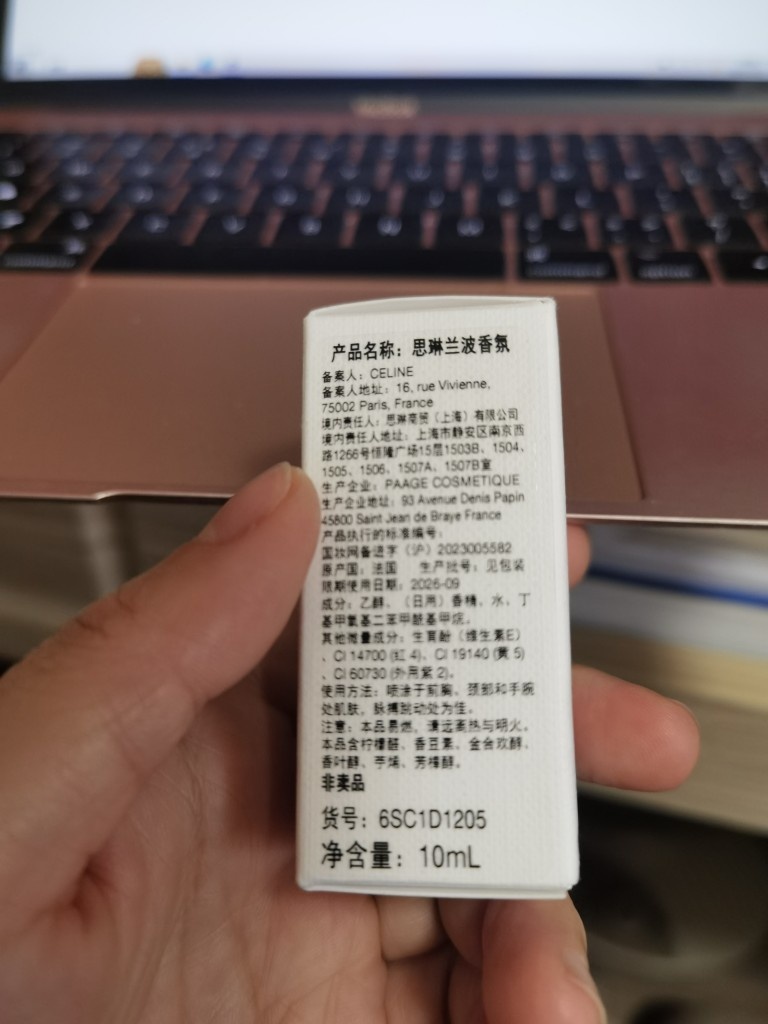 产品名称：思琳兰波香氛
备案人：CELINE
备案人地址：16, rue Vivienne,
75002 Paris, France
境内责任人：思琳商贸（上海）有限公司
境内责任人地址：上海市静安区南京西
路1266号恒隆广场15层1503B、1504、
1505、1506、1507A、1507B室
生产企业：PAAGE COSMETIQUE
生产企业地址：93 Avenue Denis Papin
45800 Saint Jean de Braye France
产品执行的标准编号：
国妆网备进字（沪）2023005582
原产国：法国 生产批号：见包装
限期使用日期：2026-09
成分：乙醇、（日用）香精、水、丁
基甲氧基二苯甲酰基甲烷。
其他微量成分：生育酚（维生素E）
、CI 14700 (红 4)、CI 19140 (黄 5)
、CI 60730 (外用紫 2)。
使用方法：喷涂于前胸、颈部和手腕
处肌肤，脉搏跳动处为佳。
注意：本品易燃，请远离热与明火。
本品含柠檬醛、香豆素、金合欢醇、
香叶醇、苧烯、芳樟醇。
非卖品
货号：6SC1D1205
净含量：10mL